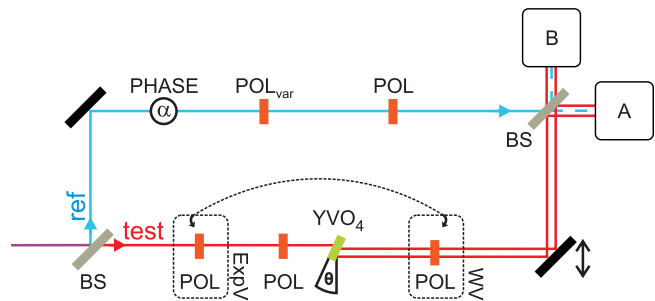 B
PHASE
POLvar
POL
α
A
BS
ref
test
YVO4
BS
POL
ExpV
POL
θ
POL
WV